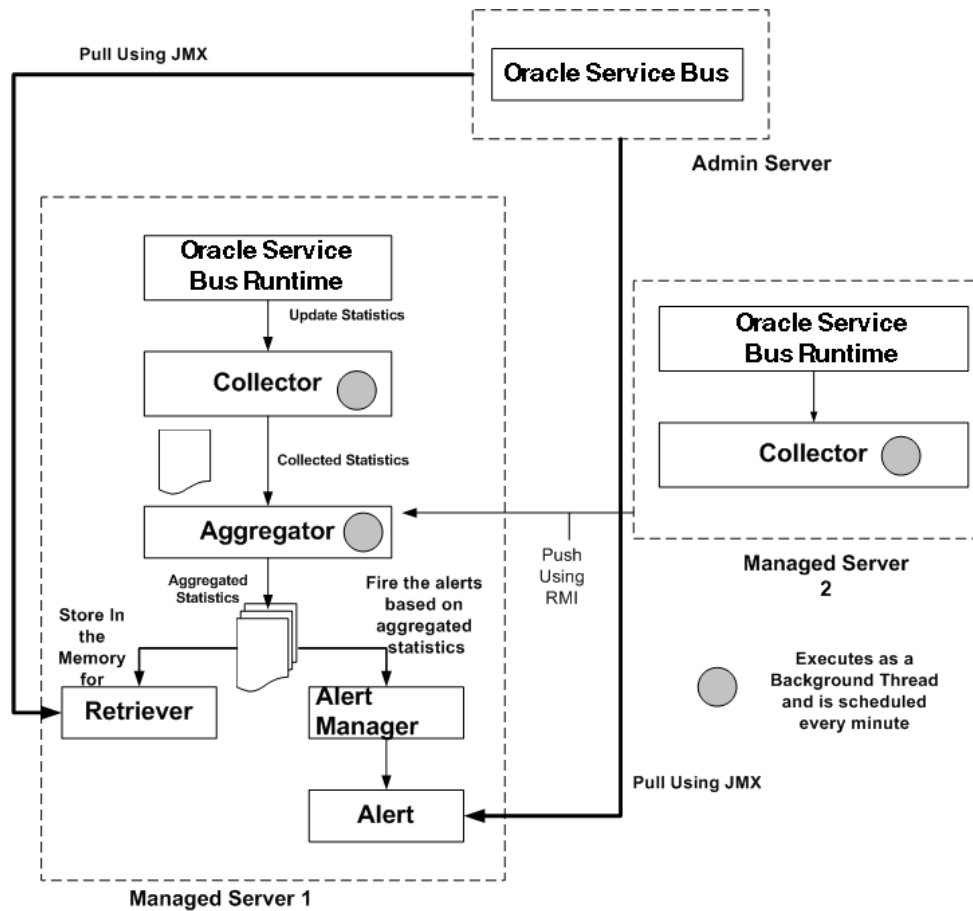 Pull Using JMX
Oracle Service Bus
Admin Server
Oracle Service
Bus Runtime
Update Statistics
Collector
Collected Statistics
Aggregator
Aggregated
Statistics
Fire the alerts
based on
aggregated
statistics
Store In
the
Memory
for
Retriever
Alert
Manager
Alert
Managed Server 1
Oracle Service
Bus Runtime
Collector
Push
Using
RMI
Managed Server
2
Executes as a
Background Thread
and is scheduled
every minute
Pull Using JMX